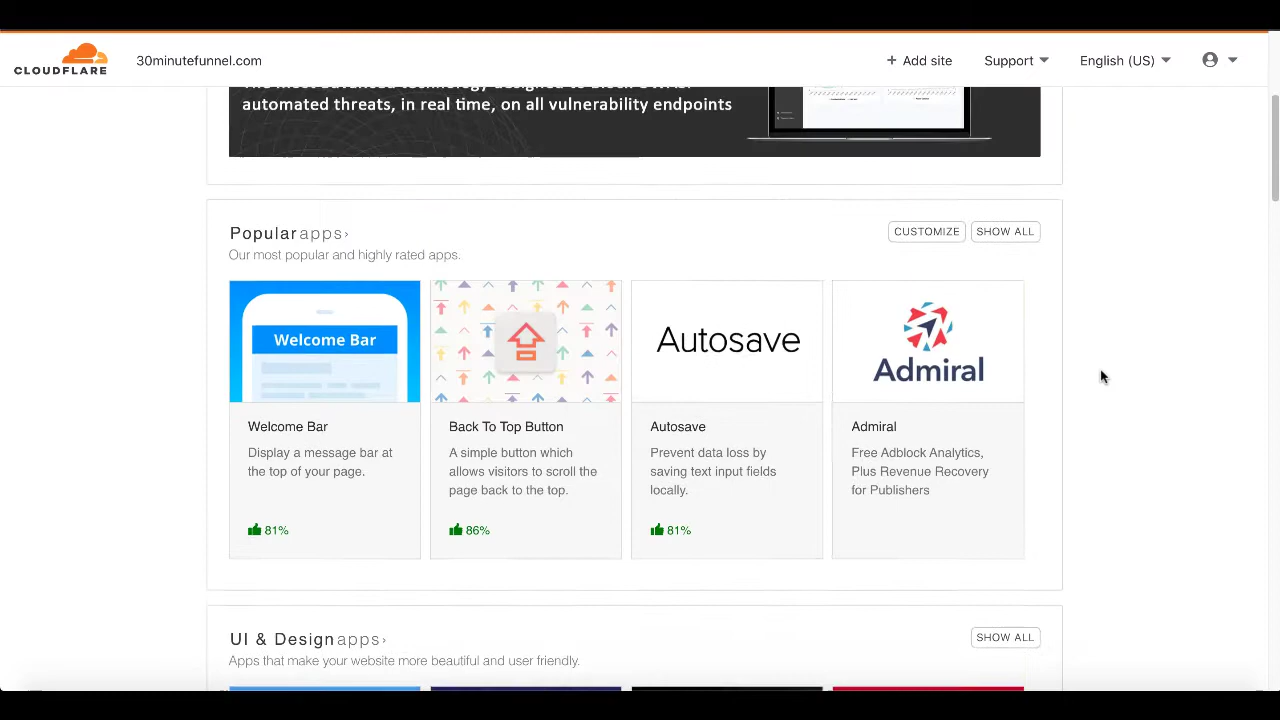 CLOUDFLARE
30minutefunnel.com
+ Add site
Support
English (US)
automated threats, in real time, on all vulnerability endpoints
Popular apps ›
CUSTOMIZE
SHOW ALL
Our most popular and highly rated apps.
Welcome Bar
Autosave
Admiral
Welcome Bar
Display a message bar at
the top of your page.
81%
Back To Top Button
A simple button which
allows visitors to scroll the
page back to the top.
86%
Autosave
Prevent data loss by
saving text input fields
locally.
81%
Admiral
Free Adblock Analytics,
Plus Revenue Recovery
for Publishers
UI & Design apps ›
SHOW ALL
Apps that make your website more beautiful and user friendly.